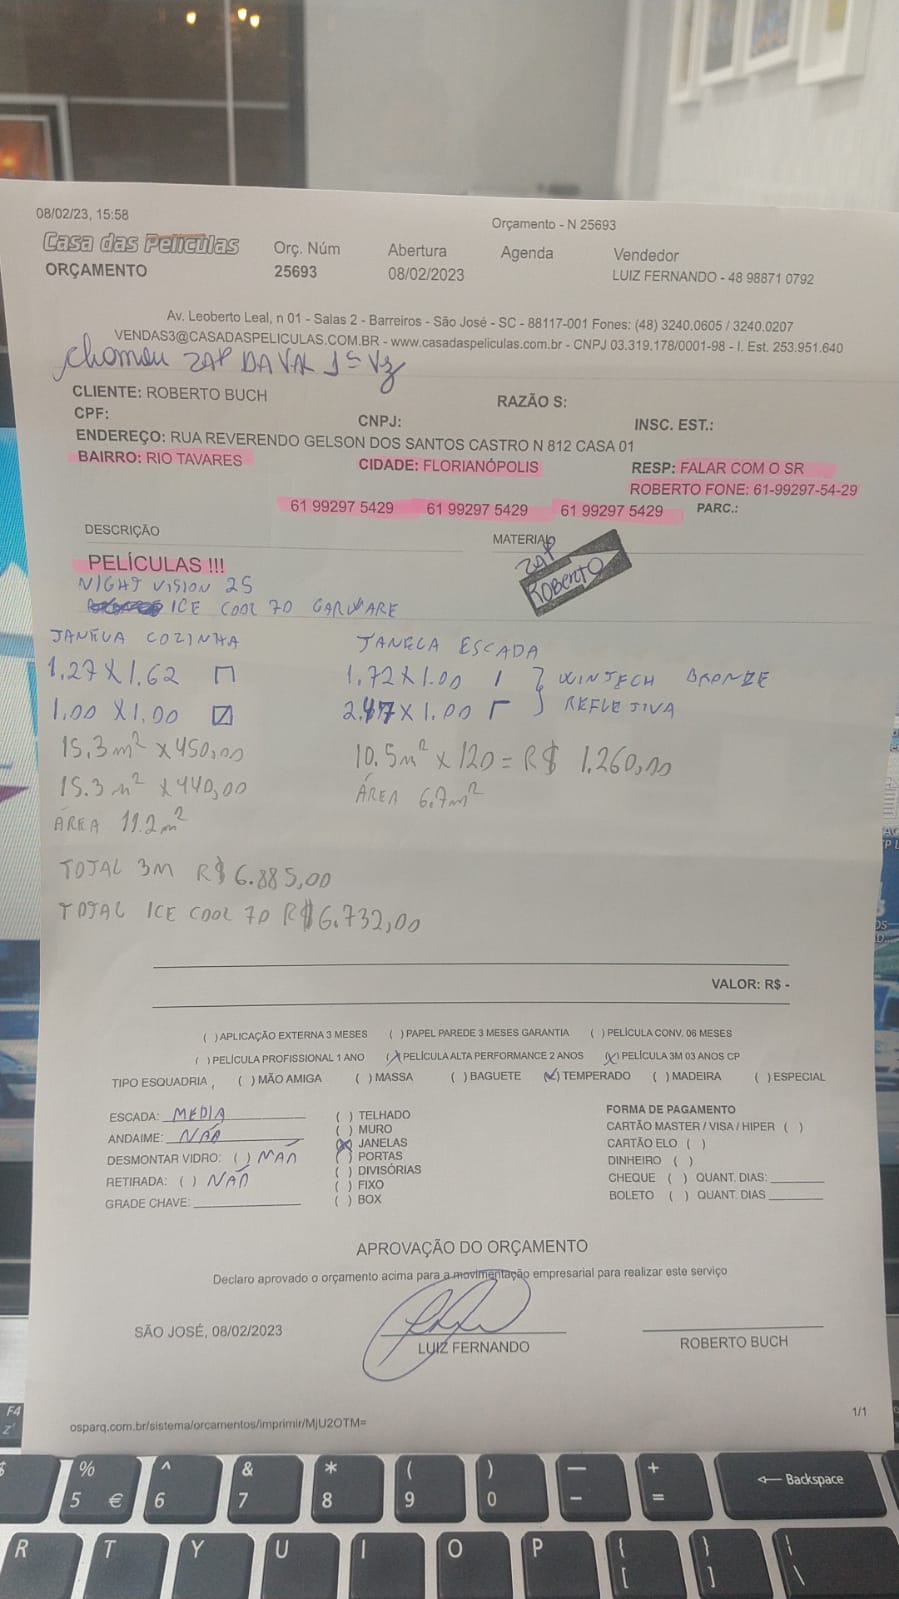 08/02/23, 15:58
Orçamento - N 25693
Casa das Películas
Orç. Núm Abertura Agenda Vendedor
ORÇAMENTO 25693 08/02/2023 LUIZ FERNANDO - 48 98871 0792
Av. Leoberto Leal, n 01 - Salas 2 - Barreiros - São José - SC - 88117-001 Fones: (48) 3240.0605 / 3240.0207
VENDAS3@CASADASPELICULAS.COM.BR - www.casadaspeliculas.com.br - CNPJ 03.319.178/0001-98 - I. Est. 253.951.640
chamou ZAP DA VAL 1ª Vz
CLIENTE: ROBERTO BUCH RAZÃO S:
CPF: CNPJ: INSC. EST.:
ENDEREÇO: RUA REVERENDO GELSON DOS SANTOS CASTRO N 812 CASA 01
BAIRRO: RIO TAVARES CIDADE: FLORIANÓPOLIS RESP: FALAR COM O SR
ROBERTO FONE: 61-99297-54-29
61 99297 5429 61 99297 5429 61 99297 5429 PARC.:
DESCRIÇÃO MATERIAL
PELÍCULAS !!! ZAP
NIGHT VISION 25 Roberto
ICE COOL 70 GARWARE
JANELA COZINHA JANELA ESCADA
1.27 X 1.62 1.72 X 1.00 WINTECH BRONZE
1.00 X 1.00 2.47 X 1.00 REFLETIVA
15.3 m² X 450,00 10.5 m² X 120 = R$ 1.260,00
15.3 m² X 440,00 ÁREA 6.7 m²
ÁREA 11.2 m²
TOTAL 3M R$ 6.885,00
TOTAL ICE COOL 70 R$ 6.732,00
VALOR: R$ -
( ) APLICAÇÃO EXTERNA 3 MESES ( ) PAPEL PAREDE 3 MESES GARANTIA ( ) PELÍCULA CONV. 06 MESES
( ) PELÍCULA PROFISSIONAL 1 ANO (X) PELÍCULA ALTA PERFORMANCE 2 ANOS (X) PELÍCULA 3M 03 ANOS CP
TIPO ESQUADRIA ( ) MÃO AMIGA ( ) MASSA ( ) BAGUETE (X) TEMPERADO ( ) MADEIRA ( ) ESPECIAL
ESCADA: MEDIA
ANDAIME: NÃO
DESMONTAR VIDRO: ( ) NÃO
RETIRADA: ( ) NÃO
GRADE CHAVE:
( ) TELHADO
( ) MURO
(X) JANELAS
( ) PORTAS
( ) DIVISÓRIAS
( ) FIXO
( ) BOX
FORMA DE PAGAMENTO
CARTÃO MASTER / VISA / HIPER ( )
CARTÃO ELO ( )
DINHEIRO ( )
CHEQUE ( ) QUANT. DIAS:
BOLETO ( ) QUANT. DIAS
APROVAÇÃO DO ORÇAMENTO
Declaro aprovado o orçamento acima para a movimentação empresarial para realizar este serviço
SÃO JOSÉ, 08/02/2023
LUIZ FERNANDO ROBERTO BUCH
osparq.com.br/sistema/orcamentos/imprimir/MjU2OTM= 1/1
F4
% 5 € ^ 6 & 7 * 8 ( 9 ) 0 — - + = Backspace
R T Y U I O P { [ } ] | \